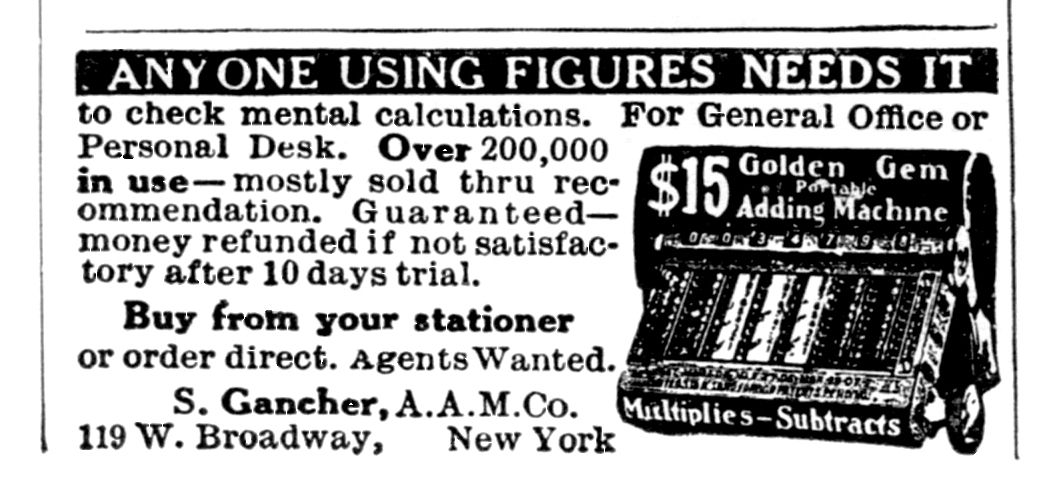 ANYONE USING FIGURES NEEDS IT
to check mental calculations. For General Office or
Personal Desk. Over 200,000
in use—mostly sold thru rec-
ommendation. Guaranteed—
money refunded if not satisfac-
tory after 10 days trial.
Buy from your stationer
or order direct. Agents Wanted.
S. Gancher, A.A.M.Co.
119 W. Broadway, New York
$15 Golden Gem
Portable
Adding Machine
Multiplies-Subtracts